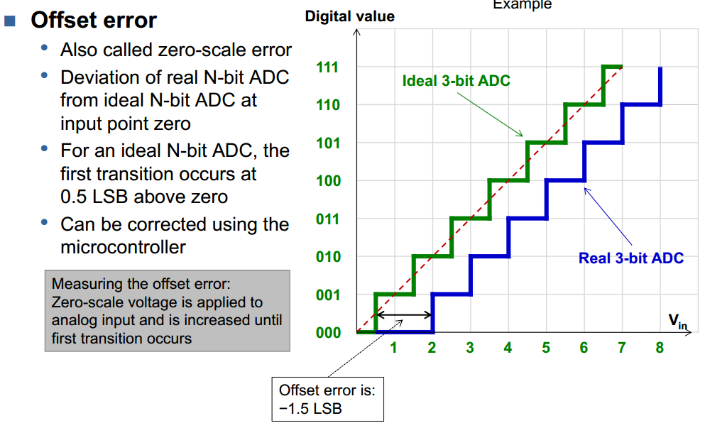 Offset error
Also called zero-scale error
Deviation of real N-bit ADC
from ideal N-bit ADC at
input point zero
For an ideal N-bit ADC, the
first transition occurs at
0.5 LSB above zero
Can be corrected using the
microcontroller
Measuring the offset error:
Zero-scale voltage is applied to
analog input and is increased until
first transition occurs
Example
Digital value
111
110
101
100
011
010
001
000
Ideal 3-bit ADC
Real 3-bit ADC
Vin
1 2 3 4 5 6 7 8
Offset error is:
−1.5 LSB